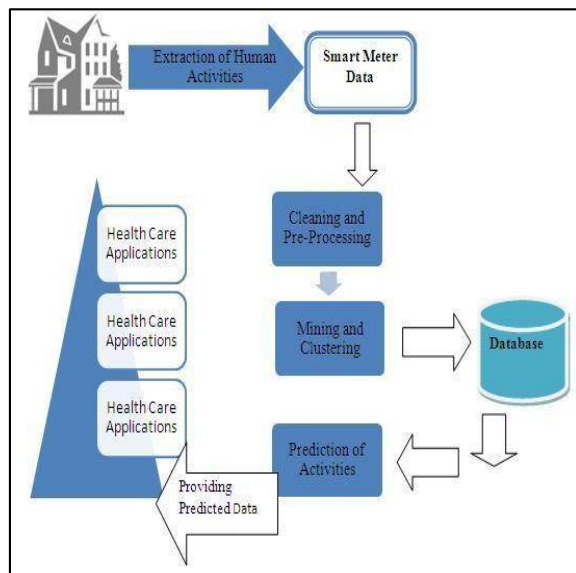 Extraction of Human
Activities
Smart Meter
Data
Cleaning and
Pre-Processing
Health Care
Applications
Mining and
Clustering
Database
Health Care
Applications
Health Care
Applications
Prediction of
Activities
Providing
Predicted Data